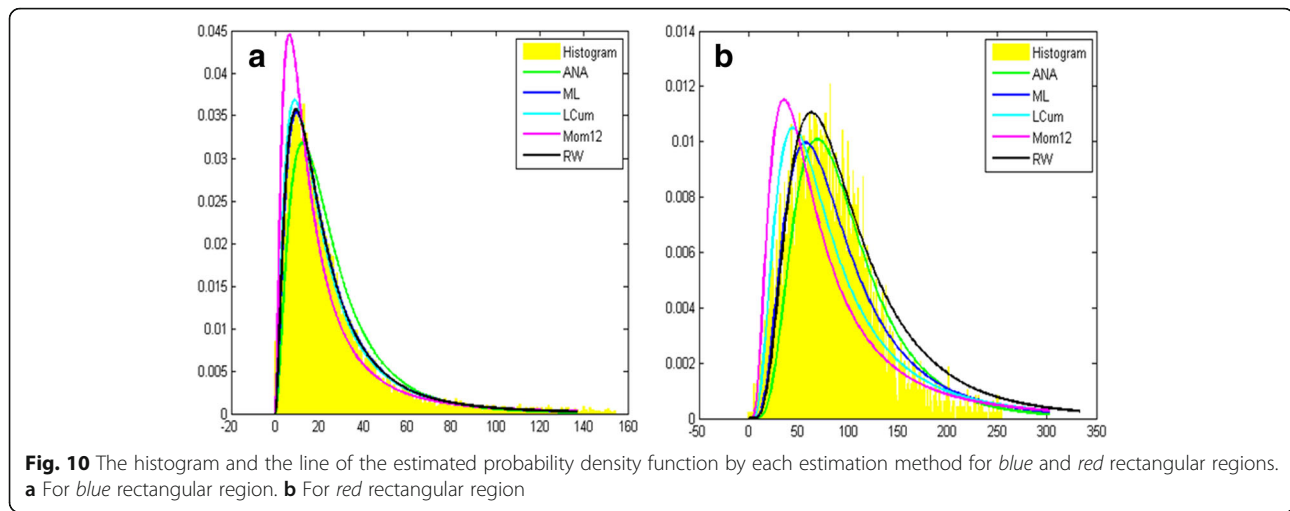 a
0.045
0.04
0.035
0.03
0.025
0.02
0.015
0.01
0.005
0
-20 0 20 40 60 80 100 120 140 160
Histogram
ANA
ML
LCum
Mom12
RW
b
0.014
0.012
0.01
0.008
0.006
0.004
0.002
0
-50 0 50 100 150 200 250 300 350
Histogram
ANA
ML
LCum
Mom12
RW
Fig. 10 The histogram and the line of the estimated probability density function by each estimation method for blue and red rectangular regions.
a For blue rectangular region. b For red rectangular region